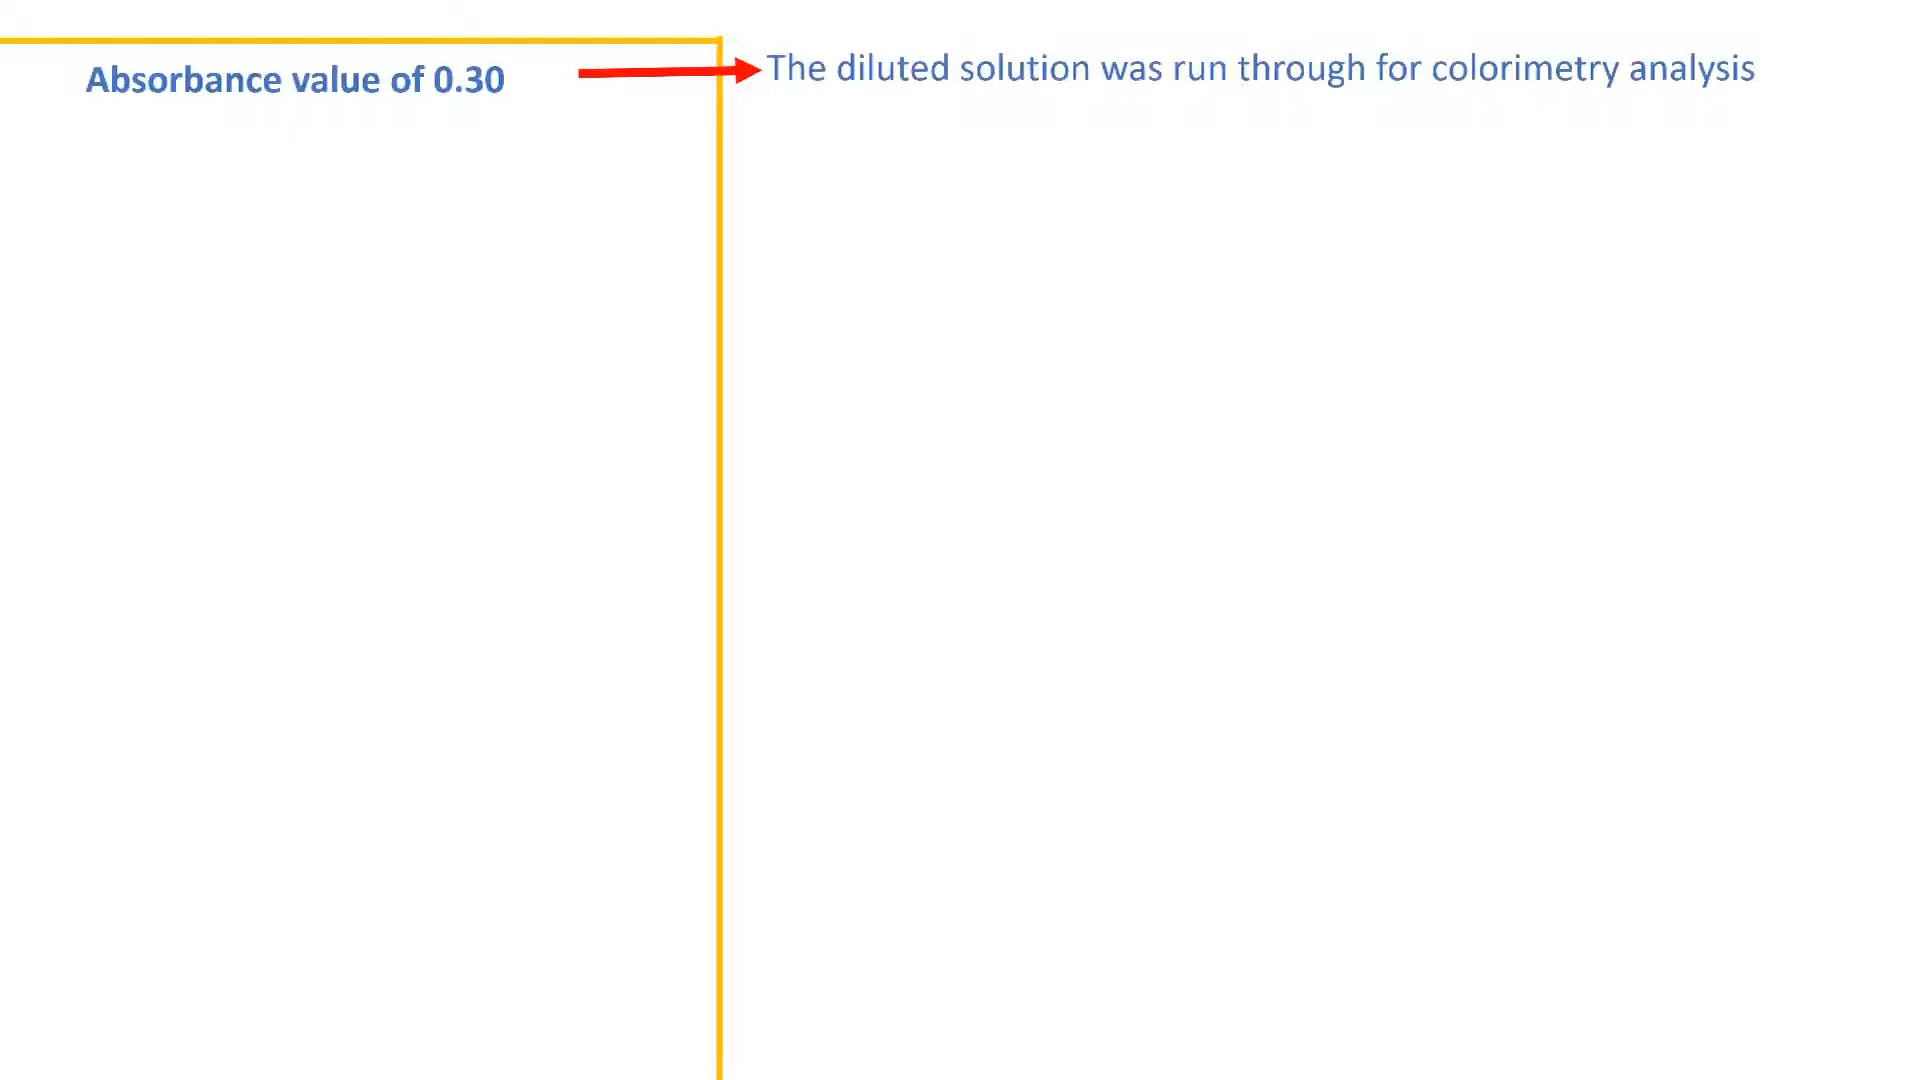 Absorbance value of 0.30
The diluted solution was run through for colorimetry analysis